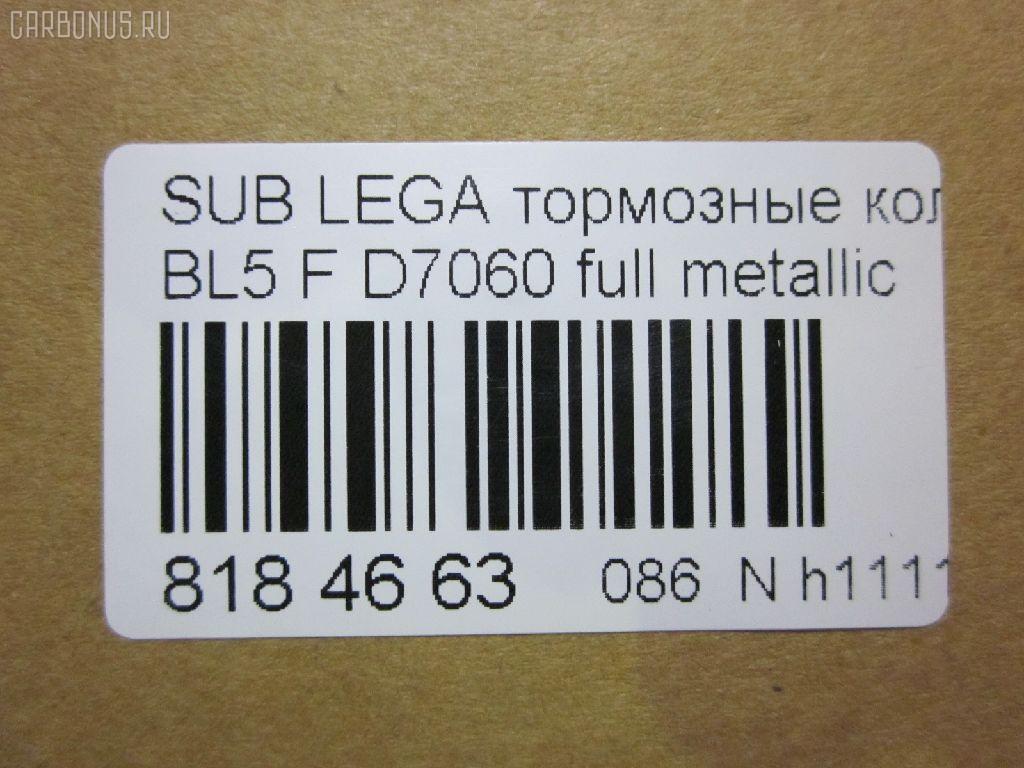 CARBONUS.RU
SUB LEGA тормозные кол
BL5 F D7060 full metallic
818 46 63 086 N h1111